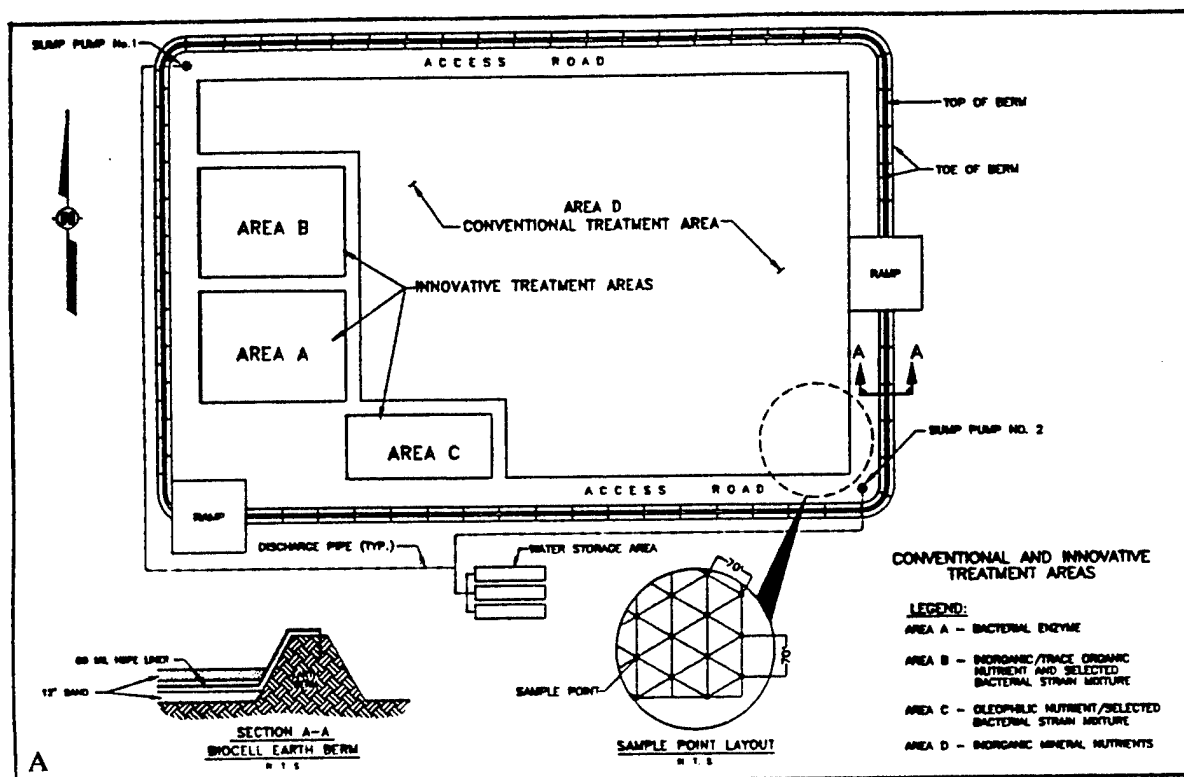 SUMP PUMP No.1
ACCESS ROAD
TOP OF BERM
TOE OF BERM
AREA B
AREA D
CONVENTIONAL TREATMENT AREA
RAMP
INNOVATIVE TREATMENT AREAS
AREA A
A A
AREA C
SUMP PUMP NO. 2
ACCESS ROAD
RAMP
DISCHARGE PIPE (TYP.)
WATER STORAGE AREA
70'
70'
CONVENTIONAL AND INNOVATIVE
TREATMENT AREAS
LEGEND:
AREA A - BACTERIAL ENZYME
AREA B - INORGANIC/TRACE ORGANIC
NUTRIENT AND SELECTED
BACTERIAL STRAIN MIXTURE
AREA C - OLEOPHILIC NUTRIENT/SELECTED
BACTERIAL STRAIN MIXTURE
AREA D - INORGANIC MINERAL NUTRIENTS
MIL HDPE LINER
12" SAND
SAMPLE POINT
SECTION A-A
BIOCELL EARTH BERM
N T S
SAMPLE POINT LAYOUT
N T S
A